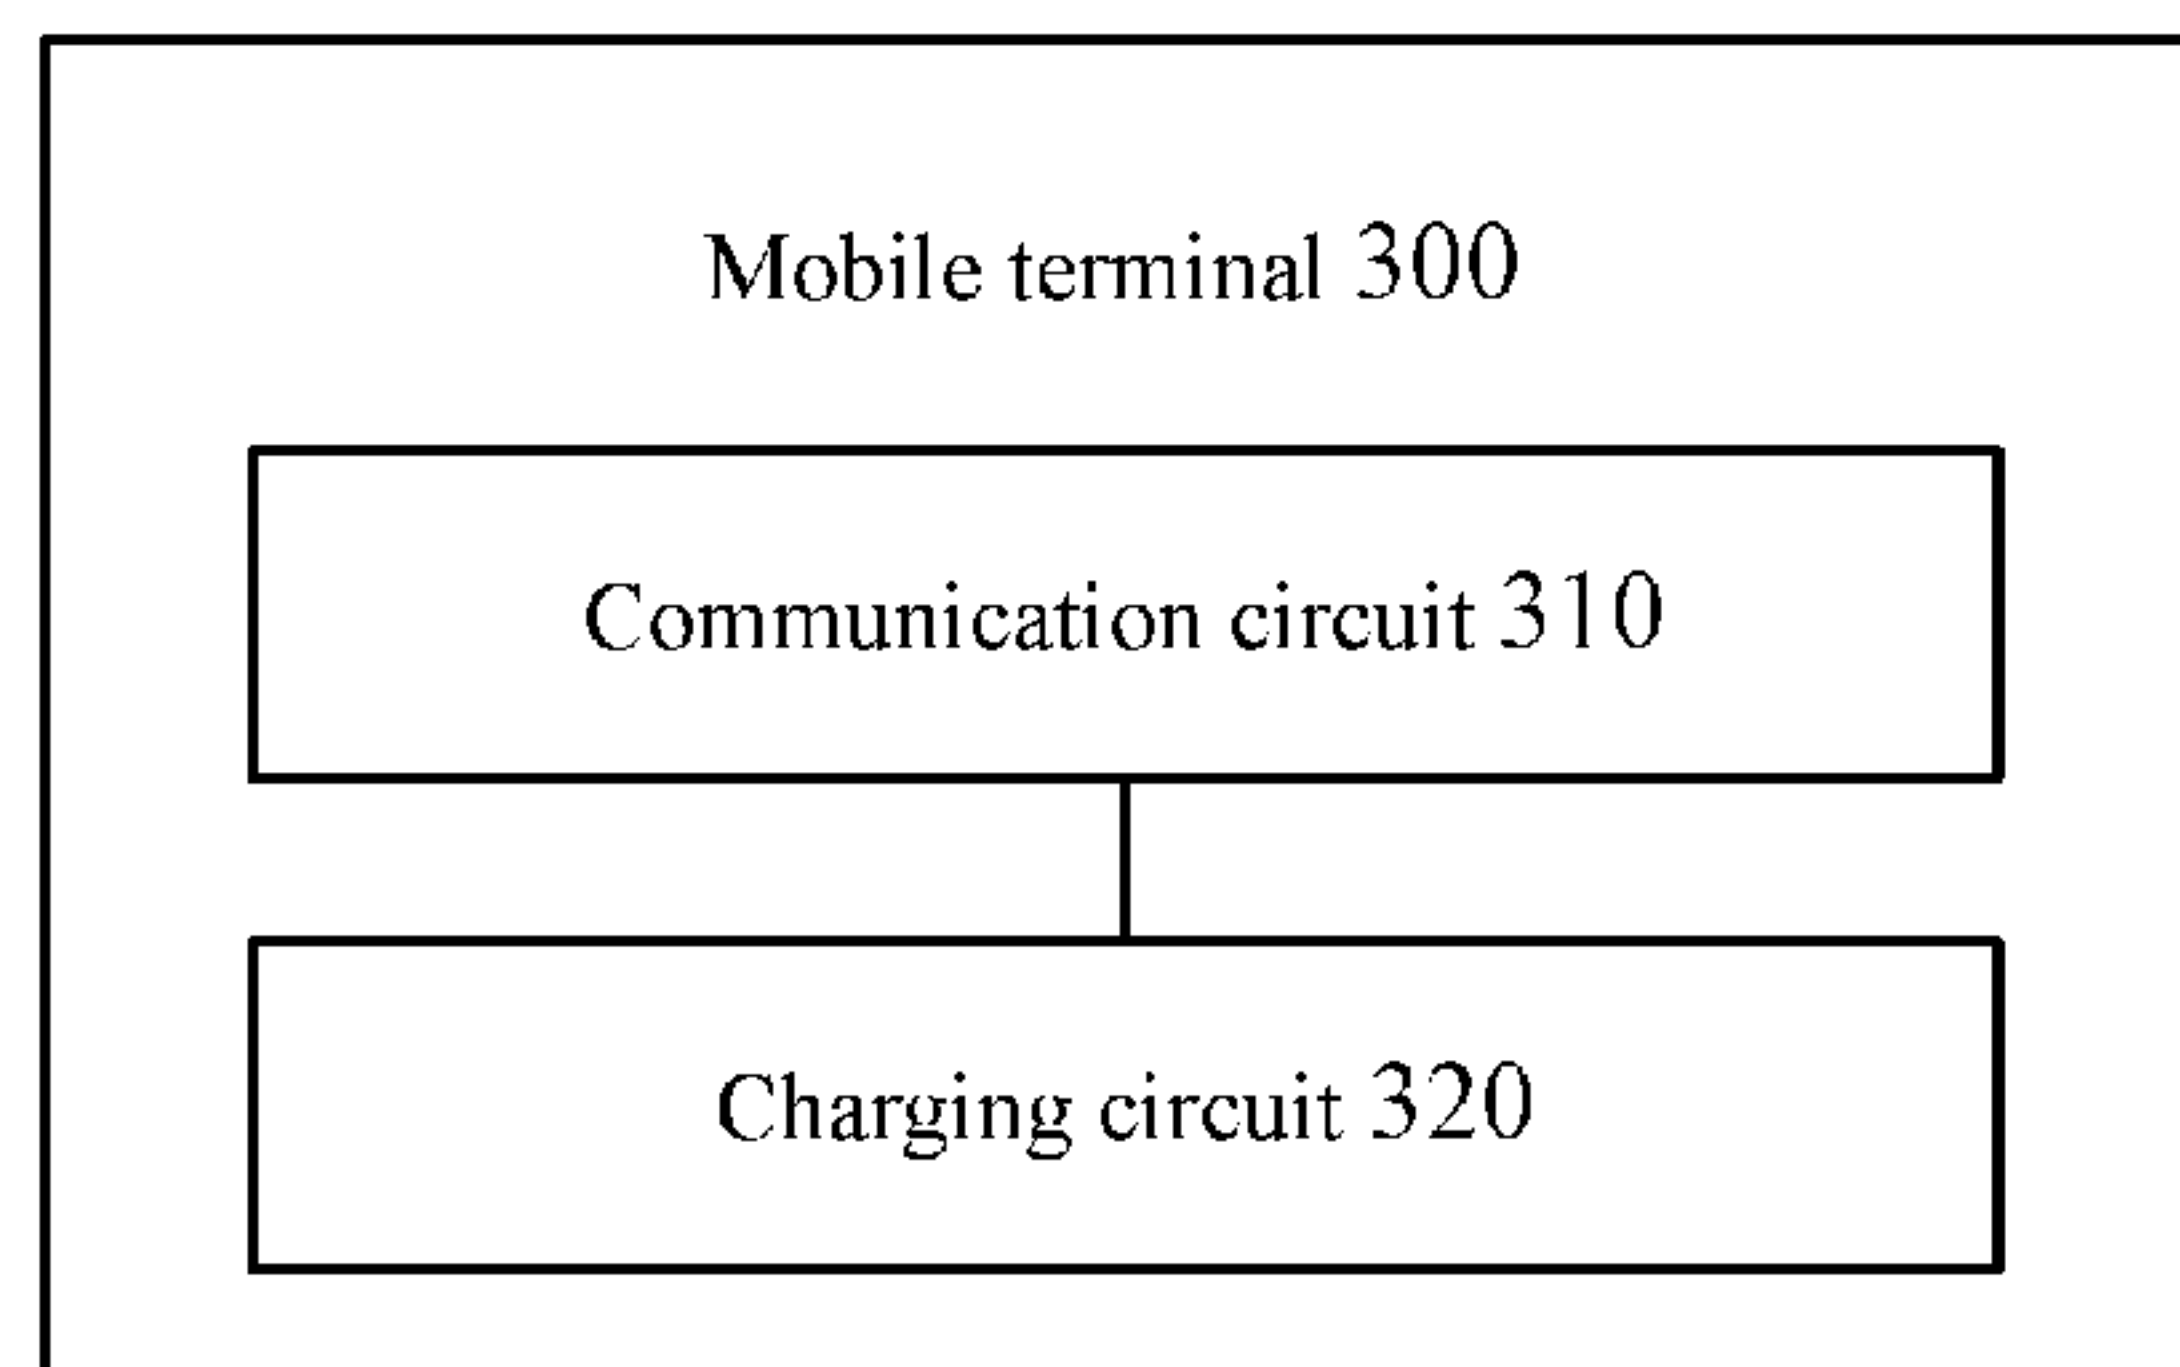 Mobile terminal 300
Communication circuit 310
Charging circuit 320